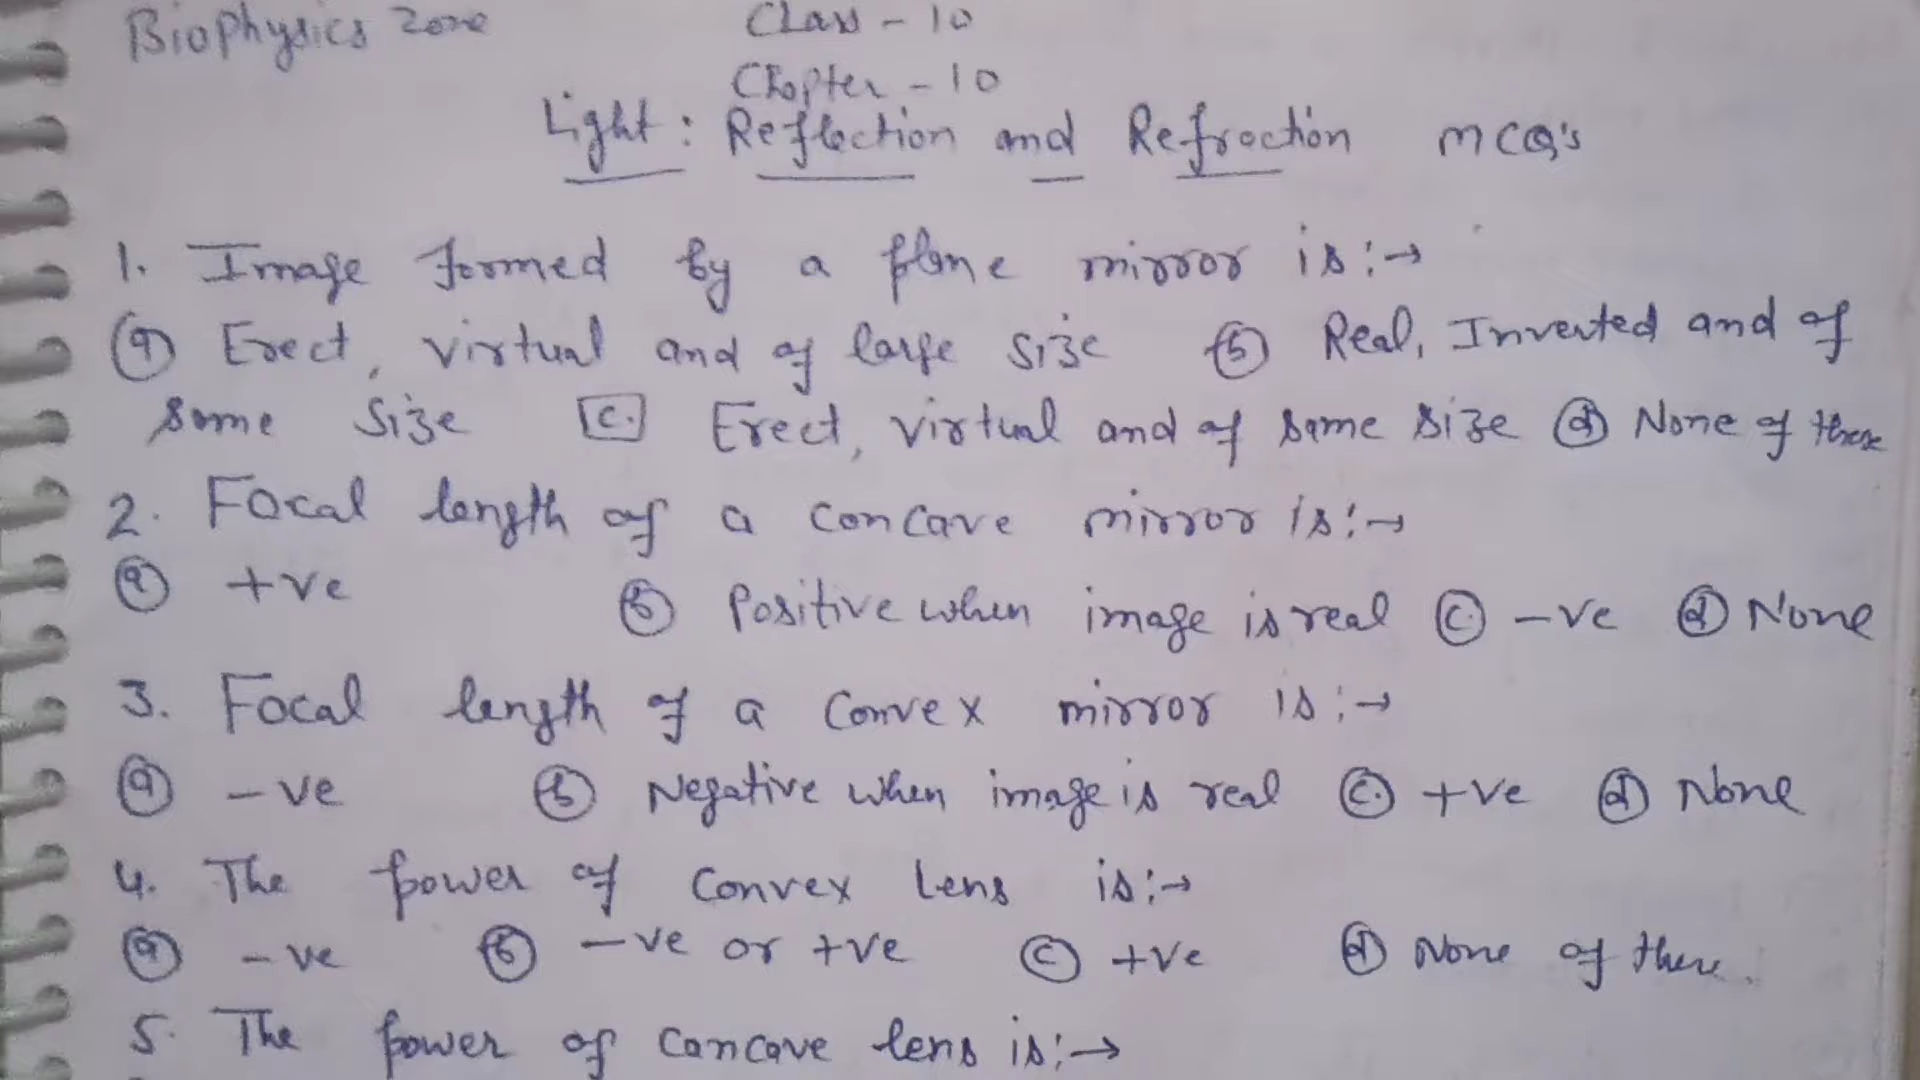 Biophysics Zone Class - 10
Chapter - 10
Light : Reflection and Refraction MCQ's
1. Image formed by a plane mirror is :→
(a) Erect, virtual and of large size (b) Real, Inverted and of
same size [C.] Erect, virtual and of same size (d) None of these
2. Focal length of a concave mirror is :→
(a) +ve (b) Positive when image is real (c) -ve (d) None
3. Focal length of a convex mirror is :→
(a) -ve (b) Negative when image is real (c) +ve (d) None
4. The power of convex lens is :→
(a) -ve (b) -ve or +ve (c) +ve (d) None of these.
5. The power of concave lens is :→